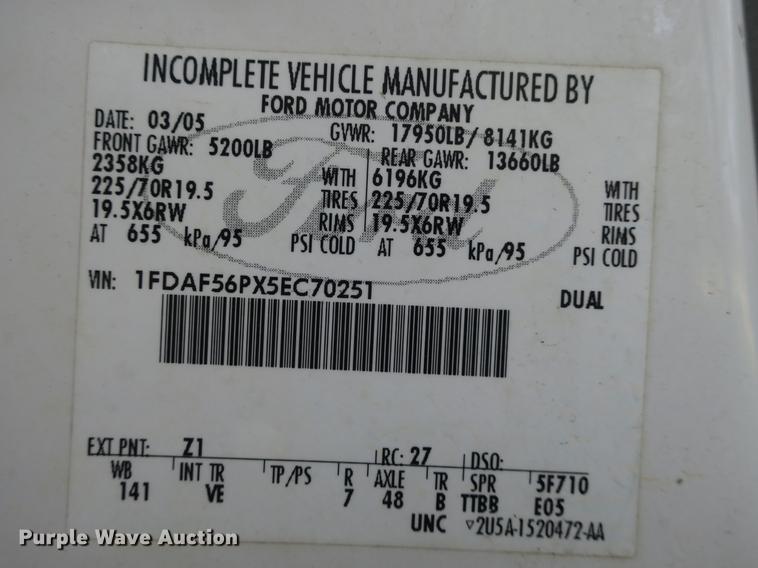 INCOMPLETE VEHICLE MANUFACTURED BY
FORD MOTOR COMPANY
DATE: 03/05 GVWR: 17950LB/ 8141KG
FRONT GAWR: 5200LB REAR GAWR: 13660LB
2358KG WITH 6196KG WITH
225/70R19.5 TIRES 225/70R19.5 TIRES
19.5X6RW RIMS 19.5X6RW RIMS
AT 655 kPa/95 PSI COLD AT 655 kPa/95 PSI COLD
Ford
VIN: 1FDAF56PX5EC70251 DUAL
EXT PNT: Z1 RC: 27 DSO:
WB INT TR TP/PS R AXLE TR SPR 5F710
141 VE 7 48 B TTBB E05
UNC ▽2U5A-1520472-AA
Purple Wave Auction